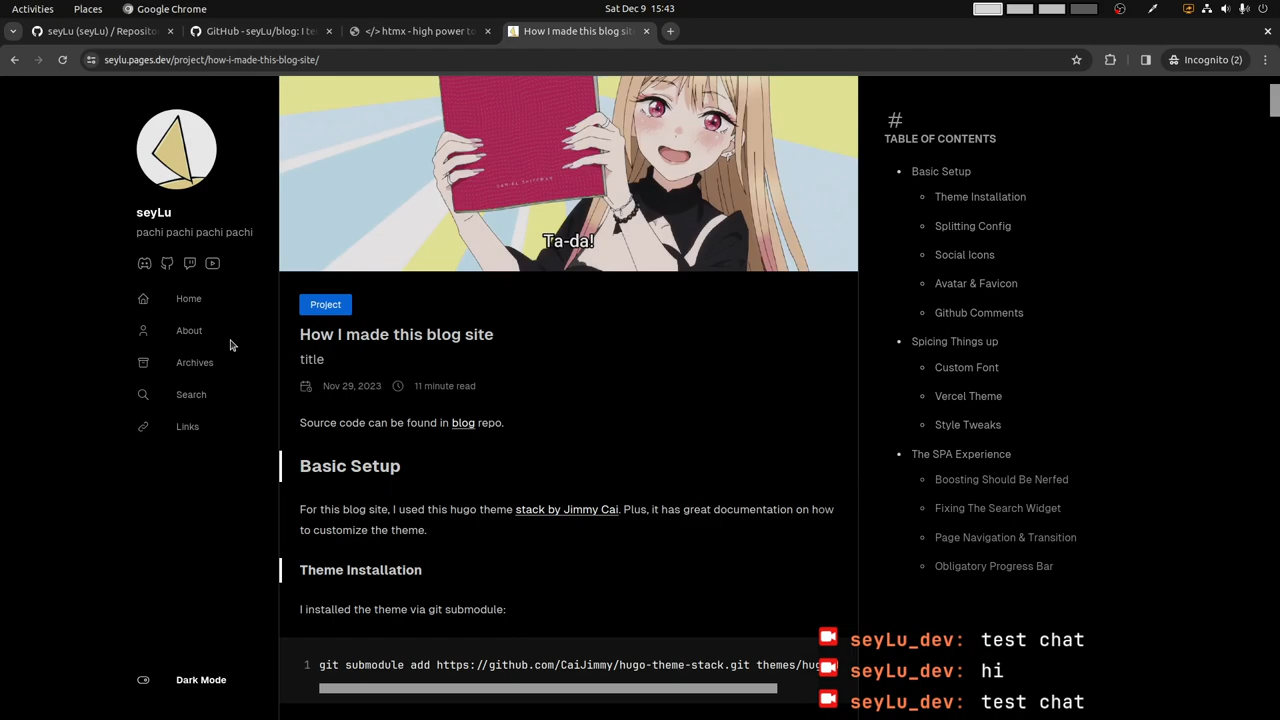 Activities Places Google Chrome Sat Dec 9 15:43
seyLu (seyLu) / Reposito GitHub - seyLu/blog: I te </> htmx - high power to How I made this blog site
seylu.pages.dev/project/how-i-made-this-blog-site/ Incognito (2)
seyLu
pachi pachi pachi pachi
Home
About
Archives
Search
Links
Dark Mode
Ta-da!
Project
How I made this blog site
title
Nov 29, 2023 11 minute read
Source code can be found in blog repo.
Basic Setup
For this blog site, I used this hugo theme stack by Jimmy Cai. Plus, it has great documentation on how
to customize the theme.
Theme Installation
I installed the theme via git submodule:
1 git submodule add https://github.com/CaiJimmy/hugo-theme-stack.git themes/hug
#
TABLE OF CONTENTS
Basic Setup
Theme Installation
Splitting Config
Social Icons
Avatar & Favicon
Github Comments
Spicing Things up
Custom Font
Vercel Theme
Style Tweaks
The SPA Experience
Boosting Should Be Nerfed
Fixing The Search Widget
Page Navigation & Transition
Obligatory Progress Bar
seyLu_dev: test chat
seyLu_dev: hi
seyLu_dev: test chat